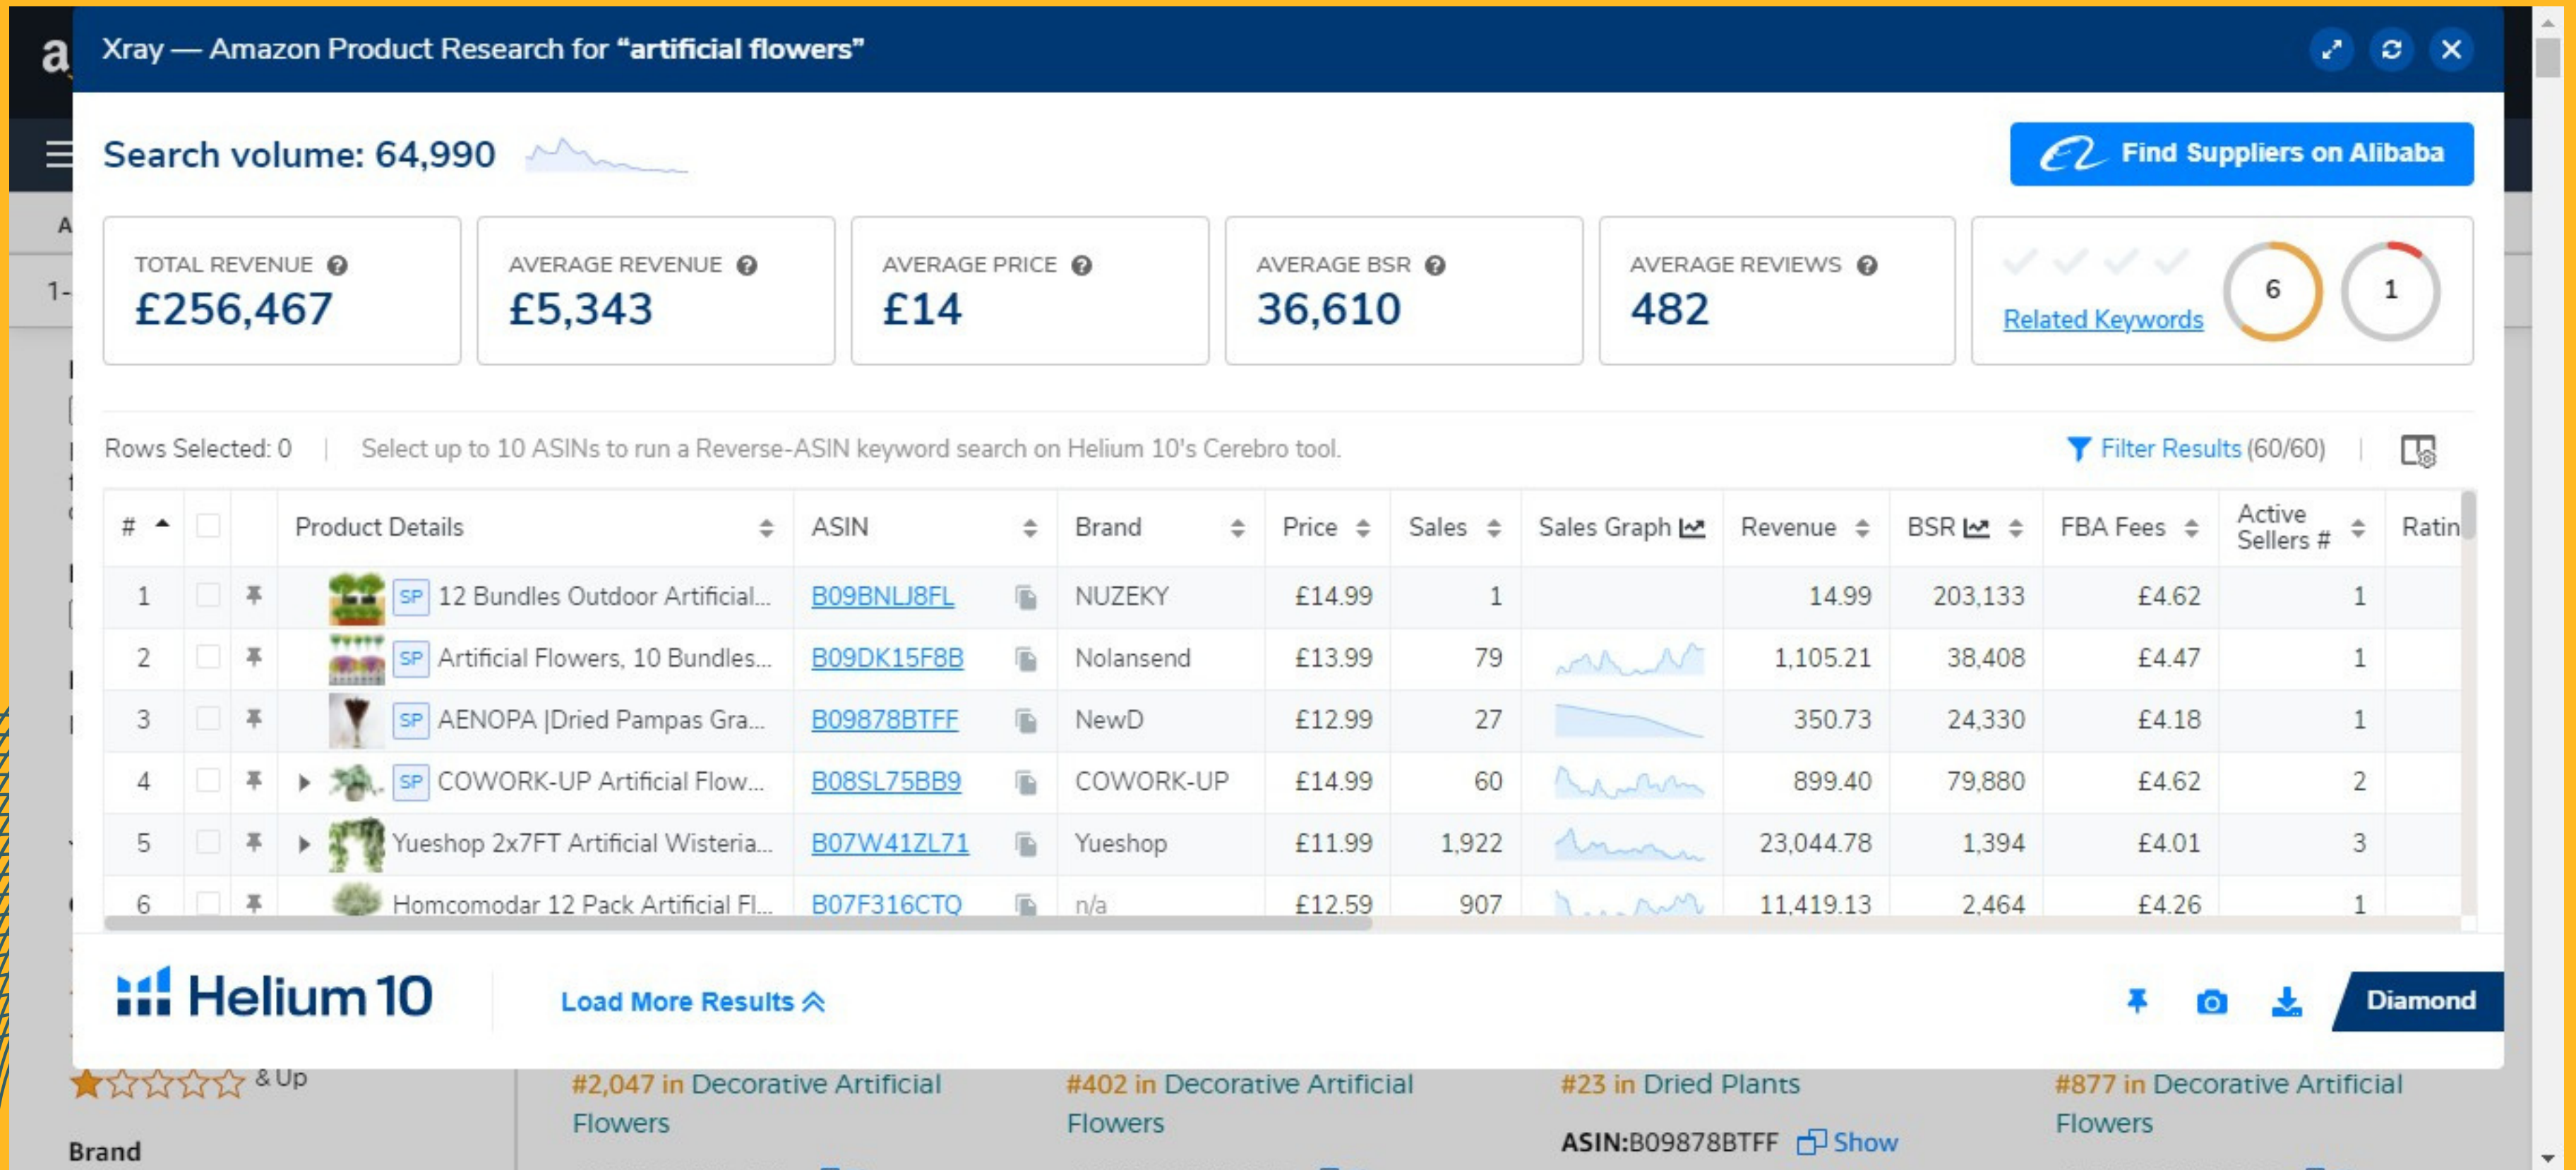 a
Xray — Amazon Product Research for “artificial flowers”
Search volume: 64,990
Find Suppliers on Alibaba
TOTAL REVENUE
£256,467
AVERAGE REVENUE
£5,343
AVERAGE PRICE
£14
AVERAGE BSR
36,610
AVERAGE REVIEWS
482
Related Keywords
6
1
A
1-
Rows Selected: 0 | Select up to 10 ASINs to run a Reverse-ASIN keyword search on Helium 10's Cerebro tool.
Filter Results (60/60)
# Product Details ASIN Brand Price Sales Sales Graph Revenue BSR FBA Fees Active Sellers # Ratin
1 SP 12 Bundles Outdoor Artificial... B09BNLJ8FL NUZEKY £14.99 1 14.99 203,133 £4.62 1
2 SP Artificial Flowers, 10 Bundles... B09DK15F8B Nolansend £13.99 79 1,105.21 38,408 £4.47 1
3 SP AENOPA |Dried Pampas Gra... B09878BTFF NewD £12.99 27 350.73 24,330 £4.18 1
4 SP COWORK-UP Artificial Flow... B08SL75BB9 COWORK-UP £14.99 60 899.40 79,880 £4.62 2
5 Yueshop 2x7FT Artificial Wisteria... B07W41ZL71 Yueshop £11.99 1,922 23,044.78 1,394 £4.01 3
6 Homcomodar 12 Pack Artificial Fl... B07F316CTQ n/a £12.59 907 11,419.13 2,464 £4.26 1
Helium 10
Load More Results
Diamond
& Up
Brand
#2,047 in Decorative Artificial
Flowers
#402 in Decorative Artificial
Flowers
#23 in Dried Plants
ASIN:B09878BTFF Show
#877 in Decorative Artificial
Flowers